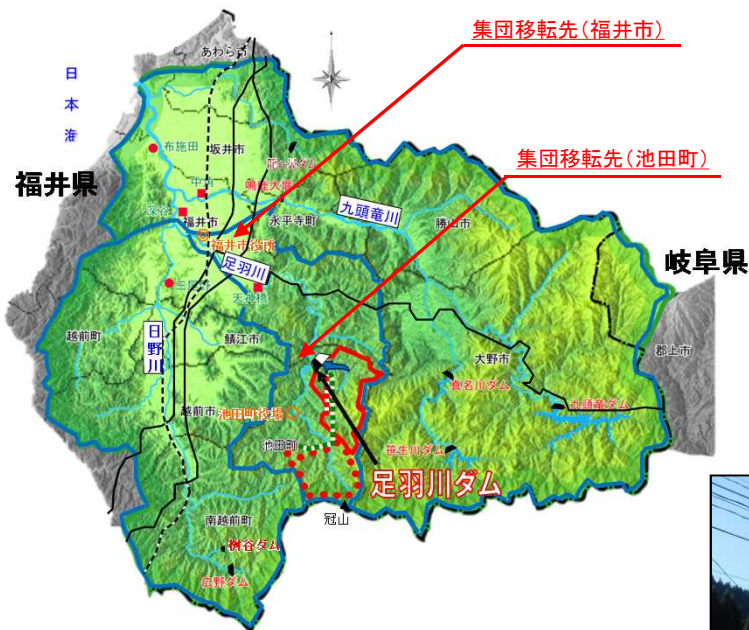 集団移転先(福井市)
あわら市
日本海
集団移転先(池田町)
布施田
坂井市
龍ヶ鼻ダム
鳴鹿大堰
福井県
中角
九頭竜川
深谷
福井市
永平寺町
勝山市
福井市役所
岐阜県
足羽川
天神橋
越前町
日野川
鯖江市
大野市
郡上市
真名川ダム
九頭竜ダム
越前市
池田町役場
池田町
笹生川ダム
足羽川ダム
冠山
南越前町
桝谷ダム
広野ダム